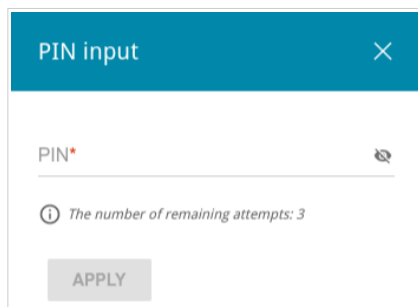 PIN input
PIN*
The number of remaining attempts: 3
APPLY